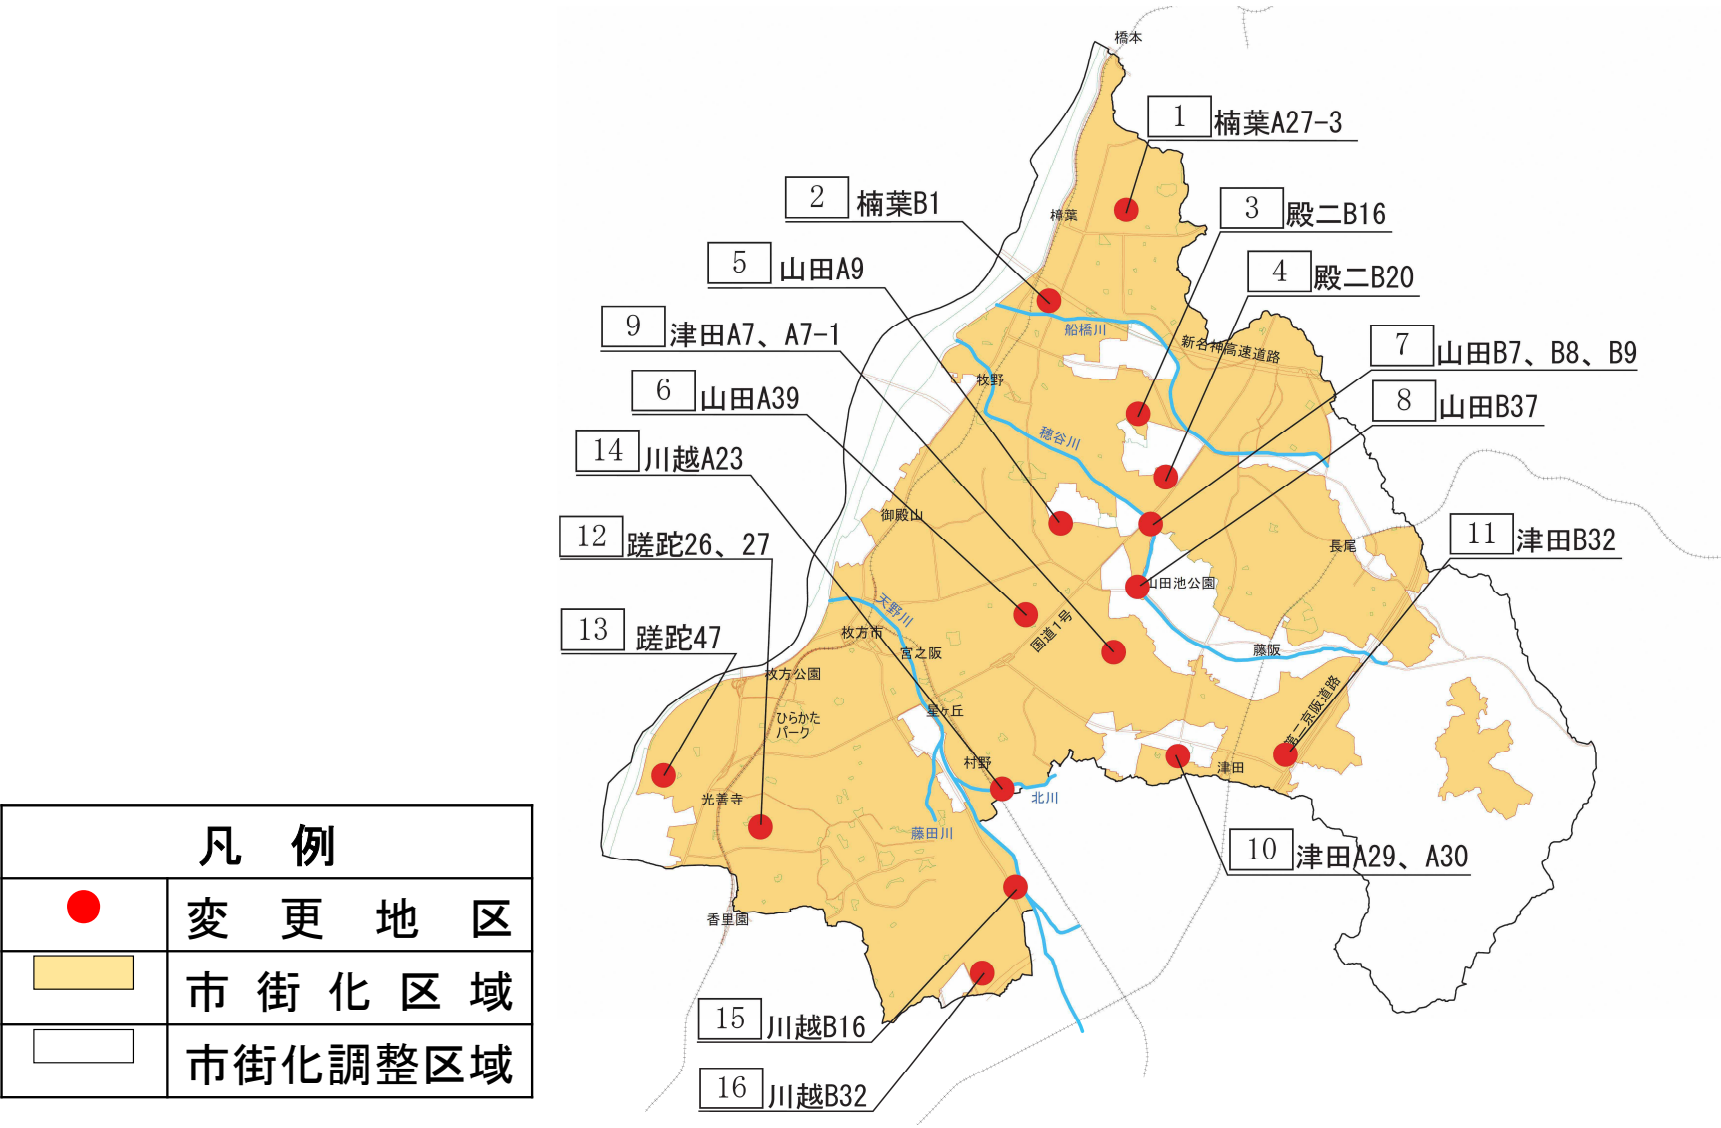 橋本
1 楠葉A27-3
2 楠葉B1
3 殿二B16
樟葉
5 山田A9
4 殿二B20
9 津田A7、A7-1
船橋川
新名神高速道路
7 山田B7、B8、B9
牧野
6 山田A39
8 山田B37
穂谷川
14 川越A23
御殿山
12 蹉跎26、27
長尾
11 津田B32
山田池公園
天野川
13 蹉跎47
枚方市
国道1号
宮之阪
藤阪
枚方公園
星ヶ丘
ひらかた
パーク
第二京阪道路
村野
津田
光善寺
北川
藤田川
10 津田A29、A30
香里園
15 川越B16
16 川越B32
凡例
変更地区
市街化区域
市街化調整区域